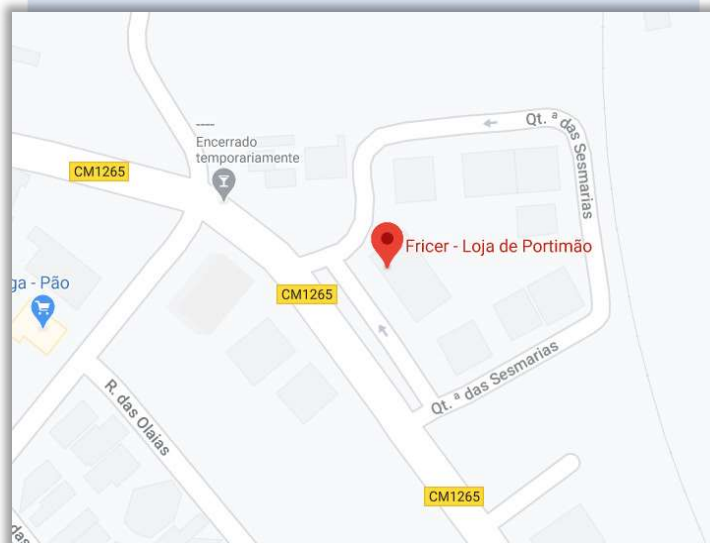 Qt. ª das Sesmarias
Encerrado
temporariamente
CM1265
Fricer - Loja de Portimão
ga - Pão
CM1265
Qt. ª das Sesmarias
R. das Olaias
CM1265
das